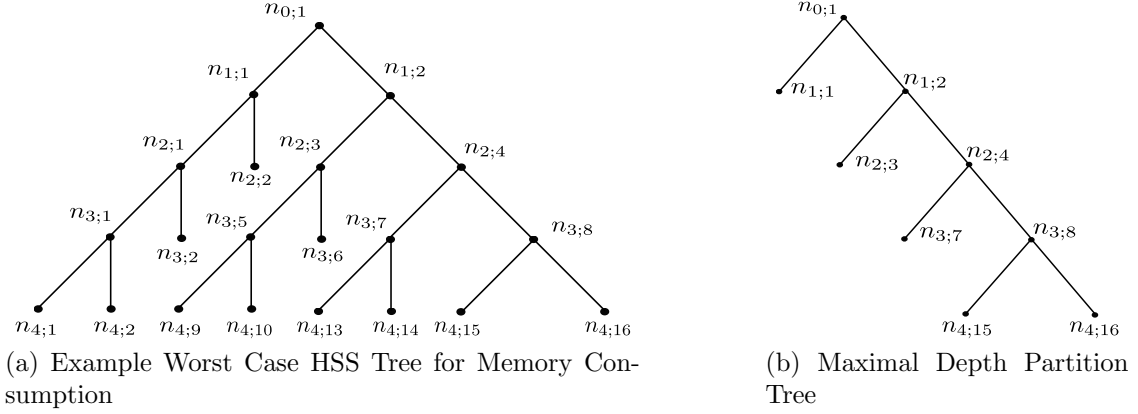 n0;1
n1;1
n1;2
n2;1
n2;2
n2;3
n2;4
n3;1
n3;2
n3;5
n3;6
n3;7
n3;8
n4;1
n4;2
n4;9
n4;10
n4;13
n4;14
n4;15
n4;16
(a) Example Worst Case HSS Tree for Memory Con-
sumption
n0;1
n1;1
n1;2
n2;3
n2;4
n3;7
n3;8
n4;15
n4;16
(b) Maximal Depth Partition
Tree